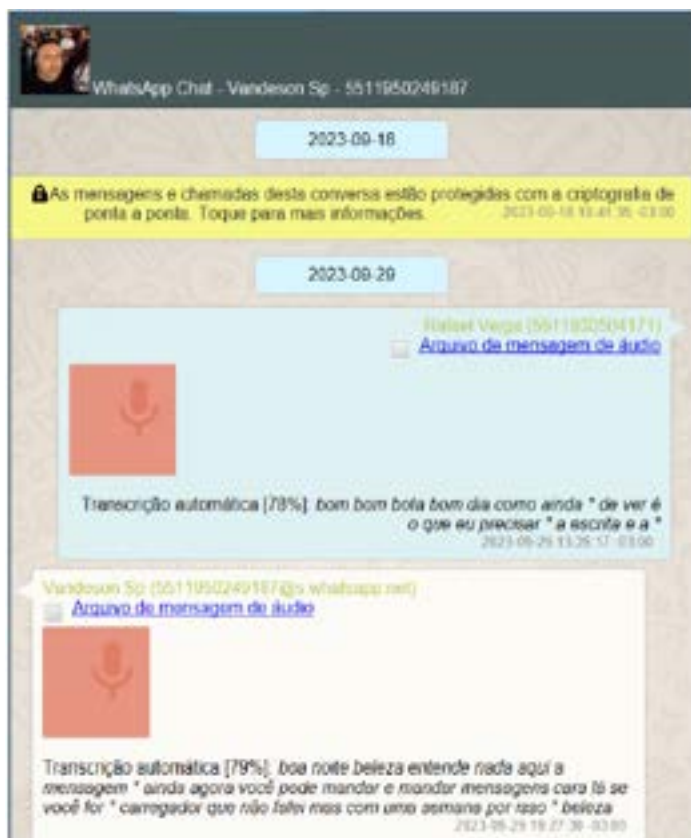 WhatsApp Chat - Vandeson Sp - 5511950249187
2023-09-18
As mensagens e chamadas desta conversa estão protegidas com a criptografia de
ponta a ponta. Toque para mais informações.
2023-09-29
Arquivo de mensagem de áudio
Transcrição automática [78%]: bom bom bota bom dia como ainda * de ver é
o que eu precisar * a escrita e a *
Vandeson Sp (5511950249187@s.whatsapp.net)
Arquivo de mensagem de áudio
Transcrição automática [79%]: boa noite beleza entende nada aqui a
mensagem * ainda agora você pode mandar e mandar mensagens cara lá se
você for * carregador que não falei mas com uma semana por isso * beleza